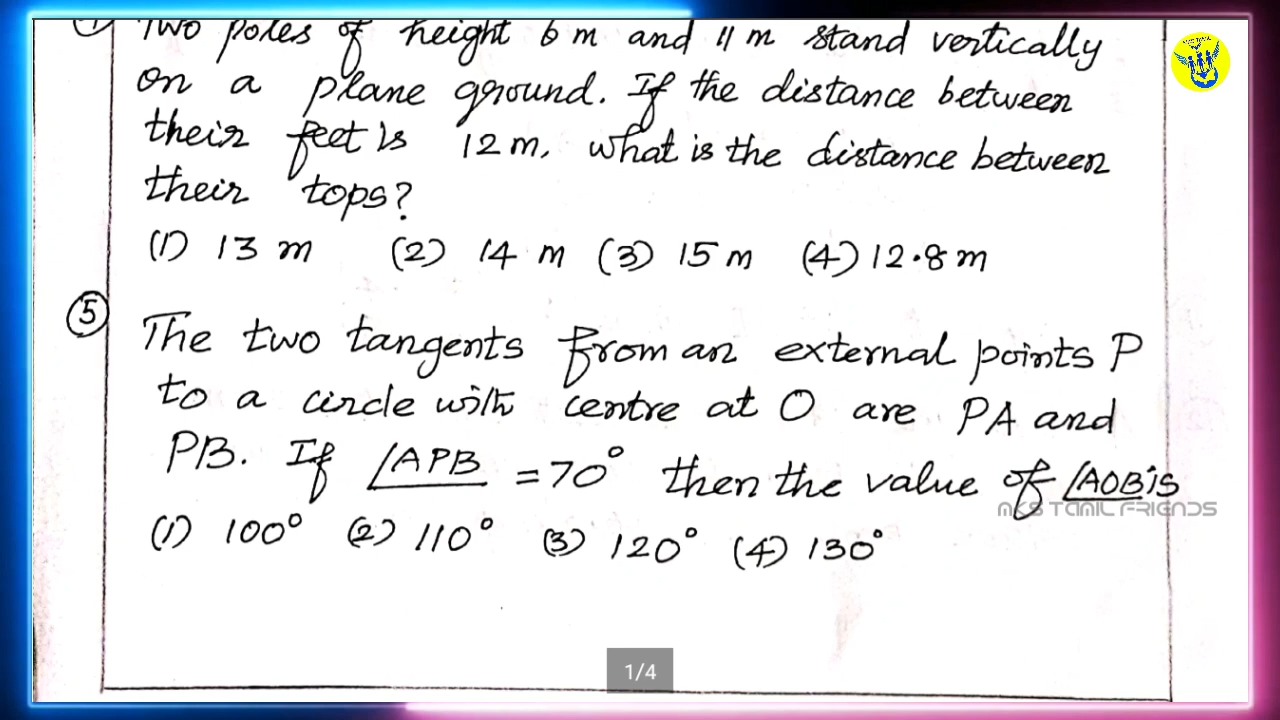 Two poles of height 6 m and 11 m stand vertically
on a plane ground. If the distance between
their feet is 12 m, what is the distance between
their tops?
(1) 13 m (2) 14 m (3) 15 m (4) 12.8 m
(5)
The two tangents from an external points P
to a circle with centre at O are PA and
PB. If ∠APB = 70° then the value of ∠AOB is
MKS TAMIL FRIENDS
(1) 100° (2) 110° (3) 120° (4) 130°
1/4